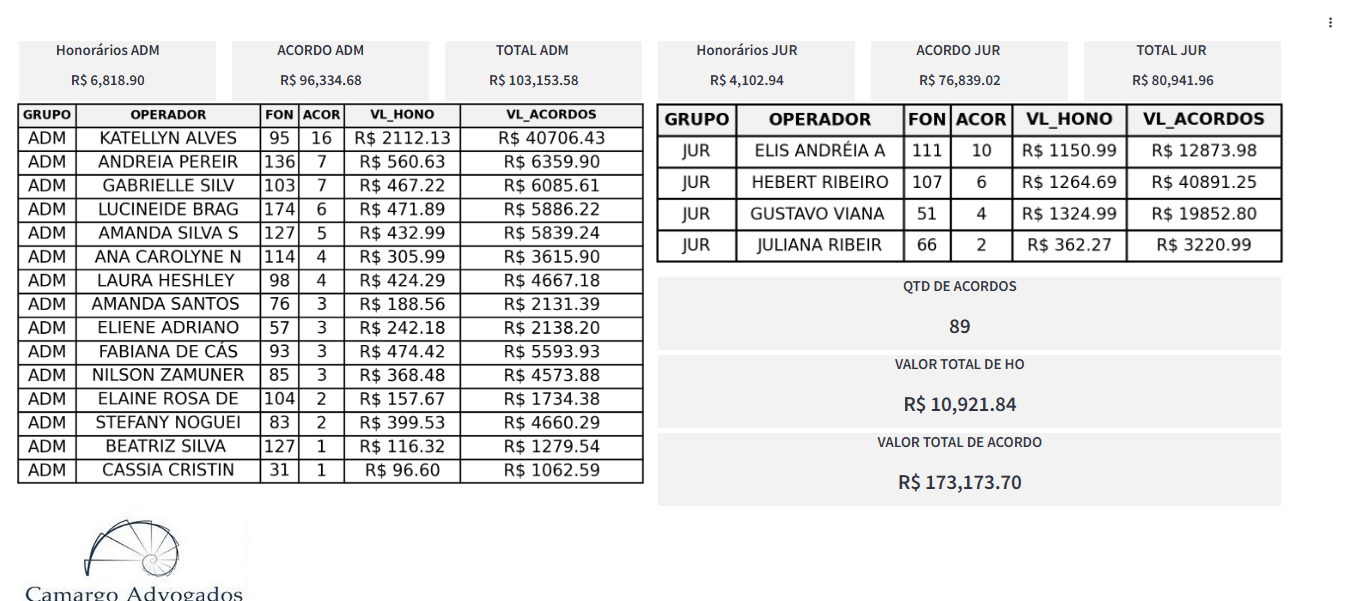 Honorários ADM
R$ 6,818.90
ACORDO ADM
R$ 96,334.68
TOTAL ADM
R$ 103,153.58
Honorários JUR
R$ 4,102.94
ACORDO JUR
R$ 76,839.02
TOTAL JUR
R$ 80,941.96
GRUPO OPERADOR FON ACOR VL_HONO VL_ACORDOS
ADM KATELLYN ALVES 95 16 R$ 2112.13 R$ 40706.43
ADM ANDREIA PEREIR 136 7 R$ 560.63 R$ 6359.90
ADM GABRIELLE SILV 103 7 R$ 467.22 R$ 6085.61
ADM LUCINEIDE BRAG 174 6 R$ 471.89 R$ 5886.22
ADM AMANDA SILVA S 127 5 R$ 432.99 R$ 5839.24
ADM ANA CAROLYNE N 114 4 R$ 305.99 R$ 3615.90
ADM LAURA HESHLEY 98 4 R$ 424.29 R$ 4667.18
ADM AMANDA SANTOS 76 3 R$ 188.56 R$ 2131.39
ADM ELIENE ADRIANO 57 3 R$ 242.18 R$ 2138.20
ADM FABIANA DE CÁS 93 3 R$ 474.42 R$ 5593.93
ADM NILSON ZAMUNER 85 3 R$ 368.48 R$ 4573.88
ADM ELAINE ROSA DE 104 2 R$ 157.67 R$ 1734.38
ADM STEFANY NOGUEI 83 2 R$ 399.53 R$ 4660.29
ADM BEATRIZ SILVA 127 1 R$ 116.32 R$ 1279.54
ADM CASSIA CRISTIN 31 1 R$ 96.60 R$ 1062.59
GRUPO OPERADOR FON ACOR VL_HONO VL_ACORDOS
JUR ELIS ANDRÉIA A 111 10 R$ 1150.99 R$ 12873.98
JUR HEBERT RIBEIRO 107 6 R$ 1264.69 R$ 40891.25
JUR GUSTAVO VIANA 51 4 R$ 1324.99 R$ 19852.80
JUR JULIANA RIBEIR 66 2 R$ 362.27 R$ 3220.99
QTD DE ACORDOS
89
VALOR TOTAL DE HO
R$ 10,921.84
VALOR TOTAL DE ACORDO
R$ 173,173.70
Camargo Advogados